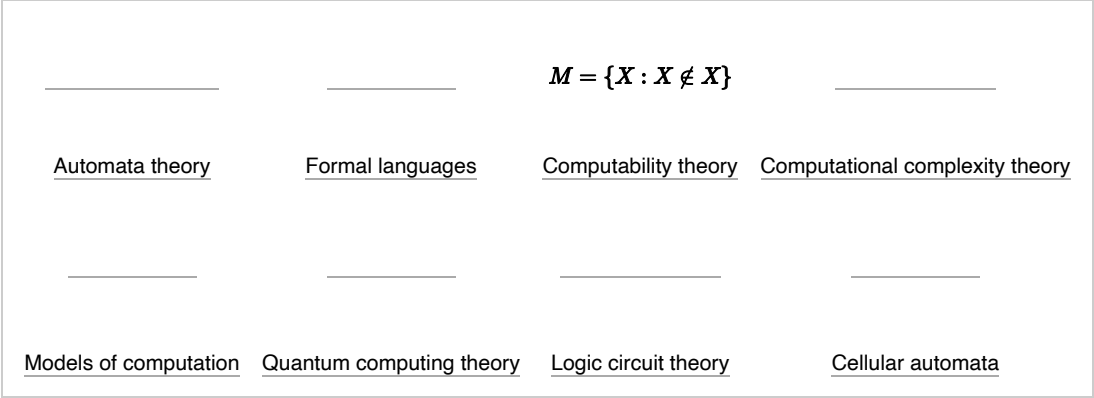 M = {X : X ∉ X}
Automata theory Formal languages Computability theory Computational complexity theory
Models of computation Quantum computing theory Logic circuit theory Cellular automata